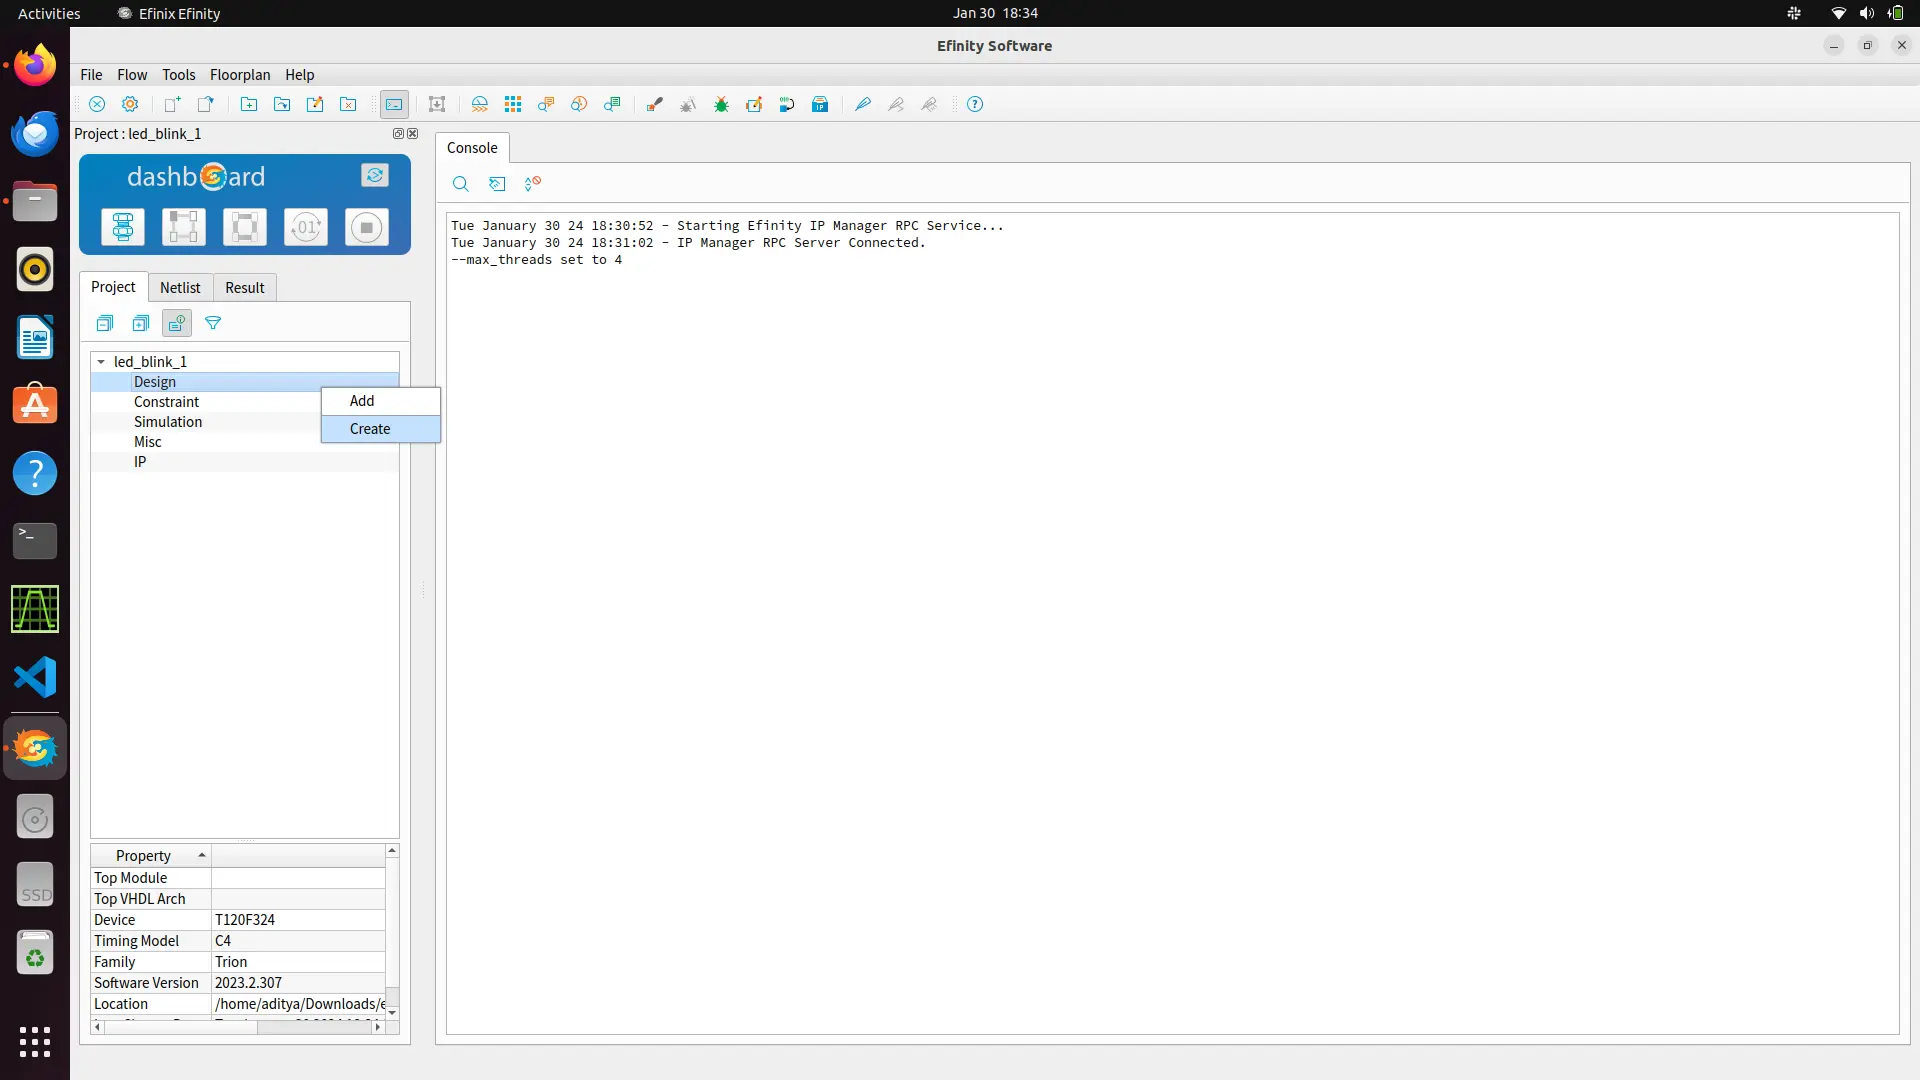 Activities
Efinix Efinity
Jan 30 18:34
Efinity Software
File Flow Tools Floorplan Help
Project : led_blink_1
dashboard
01
Project Netlist Result
led_blink_1
Design
Constraint
Simulation
Misc
IP
Add
Create
Console
Tue January 30 24 18:30:52 - Starting Efinity IP Manager RPC Service...
Tue January 30 24 18:31:02 - IP Manager RPC Server Connected.
--max_threads set to 4
Property
Top Module
Top VHDL Arch
Device T120F324
Timing Model C4
Family Trion
Software Version 2023.2.307
Location /home/aditya/Downloads/e
SSD